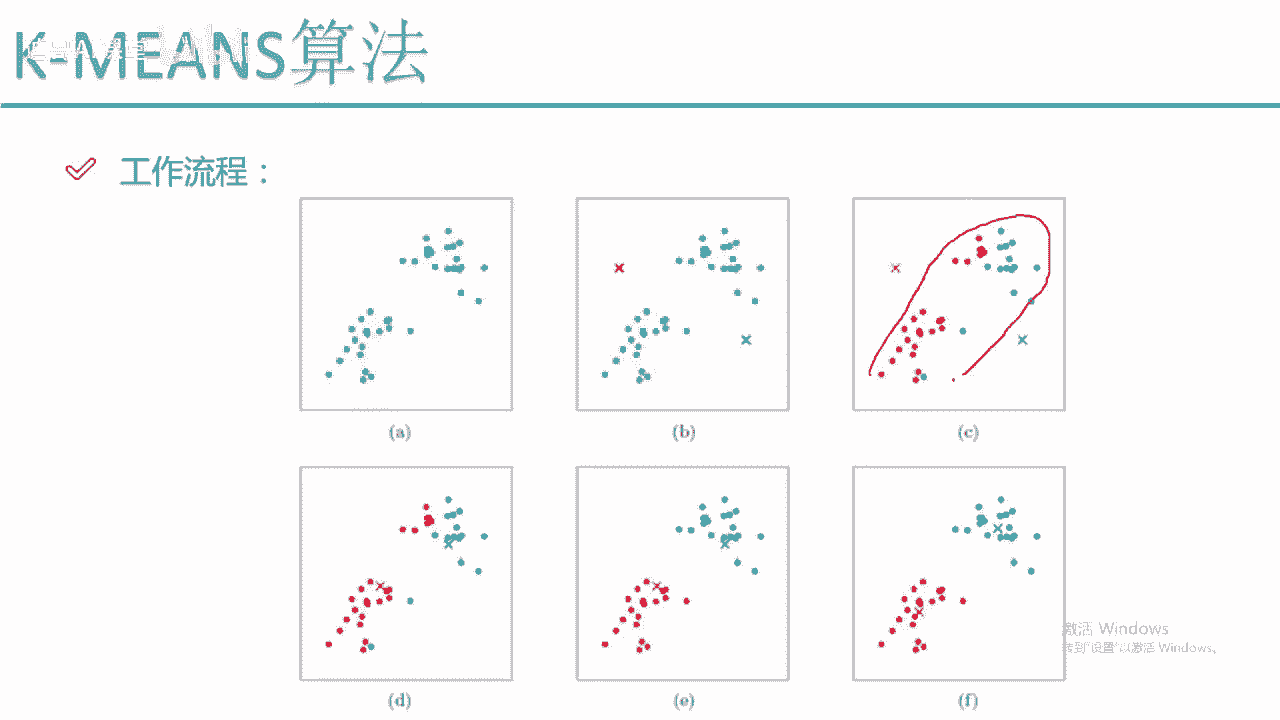 K-MEANS算法
工作流程：
(a)
(b)
(c)
(d)
(e)
(f)
激活 Windows
转到"设置"以激活 Windows。